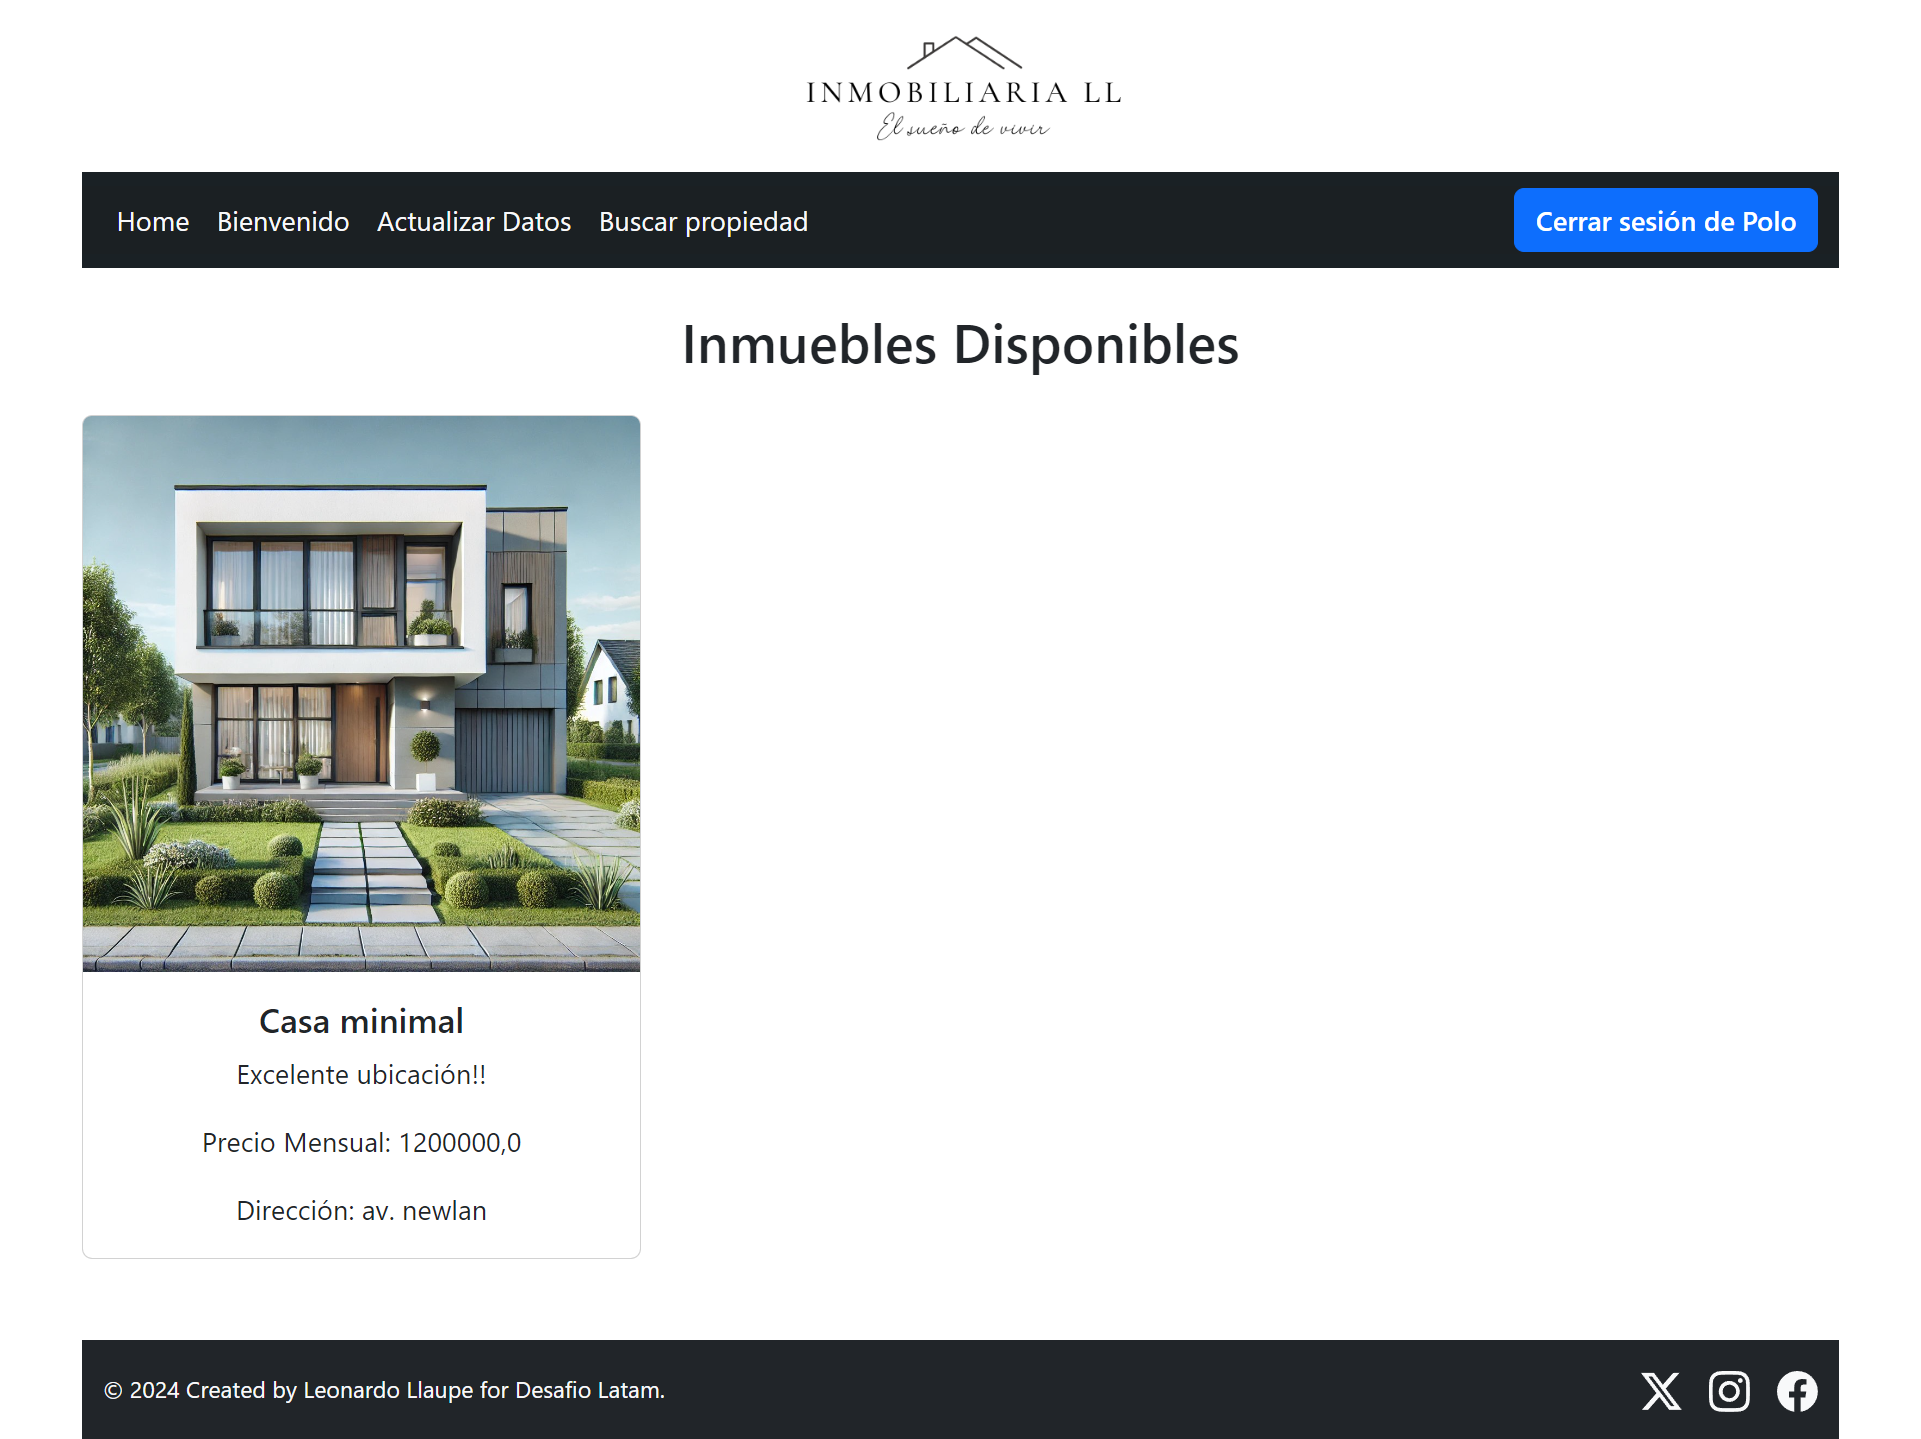 INMOBILIARIA LL
El sueño de vivir
Home Bienvenido Actualizar Datos Buscar propiedad Cerrar sesión de Polo
Inmuebles Disponibles
Casa minimal
Excelente ubicación!!
Precio Mensual: 1200000,0
Dirección: av. newlan
© 2024 Created by Leonardo Llaupe for Desafio Latam.